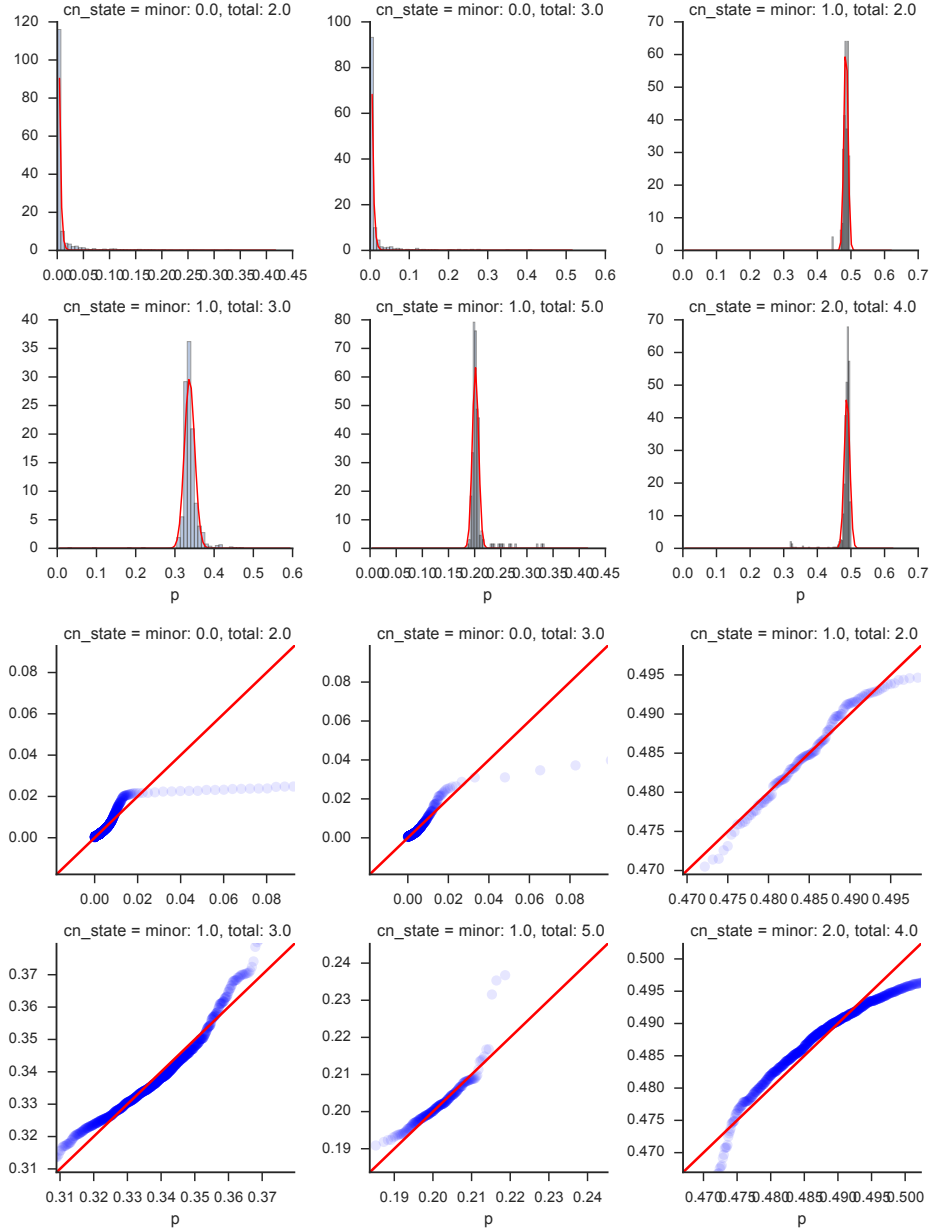 cn_state = minor: 0.0, total: 2.0
120
100
80
60
40
20
0
0.00 0.05 0.10 0.15 0.20 0.25 0.30 0.35 0.40 0.45
cn_state = minor: 0.0, total: 3.0
100
80
60
40
20
0
0.0 0.1 0.2 0.3 0.4 0.5 0.6
cn_state = minor: 1.0, total: 2.0
70
60
50
40
30
20
10
0
0.0 0.1 0.2 0.3 0.4 0.5 0.6 0.7
cn_state = minor: 1.0, total: 3.0
40
35
30
25
20
15
10
5
0
0.0 0.1 0.2 0.3 0.4 0.5 0.6
p
cn_state = minor: 1.0, total: 5.0
80
70
60
50
40
30
20
10
0
0.00 0.05 0.10 0.15 0.20 0.25 0.30 0.35 0.40 0.45
p
cn_state = minor: 2.0, total: 4.0
70
60
50
40
30
20
10
0
0.0 0.1 0.2 0.3 0.4 0.5 0.6 0.7
p
cn_state = minor: 0.0, total: 2.0
0.08
0.06
0.04
0.02
0.00
0.00 0.02 0.04 0.06 0.08
cn_state = minor: 0.0, total: 3.0
0.08
0.06
0.04
0.02
0.00
0.00 0.02 0.04 0.06 0.08
cn_state = minor: 1.0, total: 2.0
0.495
0.490
0.485
0.480
0.475
0.470
0.470 0.475 0.480 0.485 0.490 0.495
cn_state = minor: 1.0, total: 3.0
0.37
0.36
0.35
0.34
0.33
0.32
0.31
0.31 0.32 0.33 0.34 0.35 0.36 0.37
p
cn_state = minor: 1.0, total: 5.0
0.24
0.23
0.22
0.21
0.20
0.19
0.19 0.20 0.21 0.22 0.23 0.24
p
cn_state = minor: 2.0, total: 4.0
0.500
0.495
0.490
0.485
0.480
0.475
0.470
0.470 0.475 0.480 0.485 0.490 0.495 0.500
p